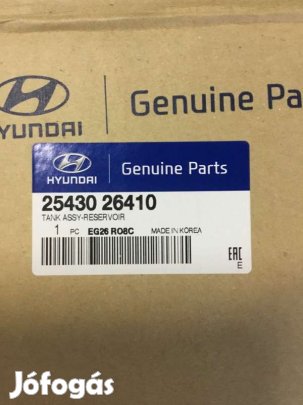 HYUNDAI Genuine Pa
HYUNDAI Genuine Parts
25430 26410
TANK ASSY-RESERVOIR
1 PC EG26 RO8C MADE IN KOREA
EAC
E
Jófogás